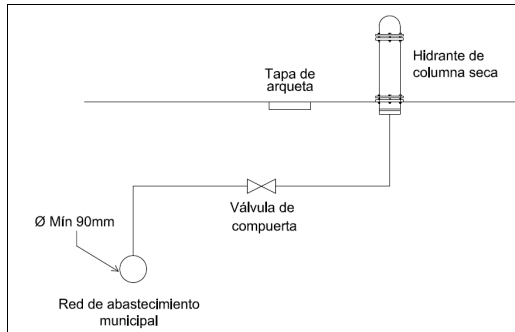 Hidrante de
columna seca
Tapa de
arqueta
Válvula de
compuerta
Ø Mín 90mm
Red de abastecimiento
municipal